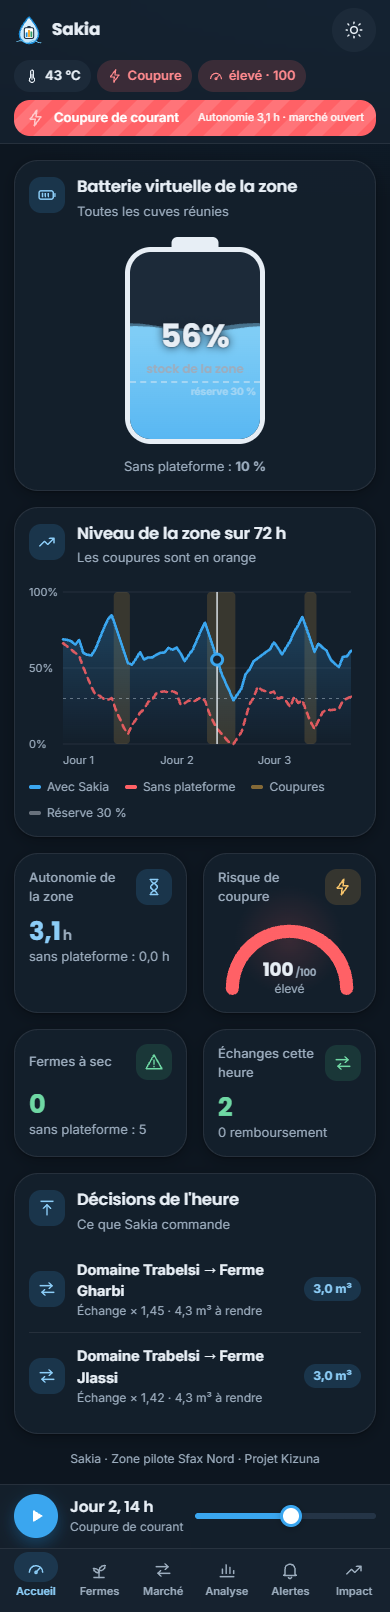 Sakia
43 °C
Coupure
élevé · 100
Coupure de courant
Autonomie 3,1 h · marché ouvert
Batterie virtuelle de la zone
Toutes les cuves réunies
56%
stock de la zone
réserve 30 %
Sans plateforme : 10 %
Niveau de la zone sur 72 h
Les coupures sont en orange
100%
50%
0%
Jour 1
Jour 2
Jour 3
Avec Sakia
Sans plateforme
Coupures
Réserve 30 %
Autonomie de
la zone
3,1 h
sans plateforme : 0,0 h
Risque de
coupure
100 /100
élevé
Fermes à sec
0
sans plateforme : 5
Échanges cette
heure
2
0 remboursement
Décisions de l'heure
Ce que Sakia commande
Domaine Trabelsi → Ferme
Gharbi
Échange × 1,45 · 4,3 m³ à rendre
3,0 m³
Domaine Trabelsi → Ferme
Jlassi
Échange × 1,42 · 4,3 m³ à rendre
3,0 m³
Sakia · Zone pilote Sfax Nord · Projet Kizuna
Jour 2, 14 h
Coupure de courant
Accueil
Fermes
Marché
Analyse
Alertes
Impact